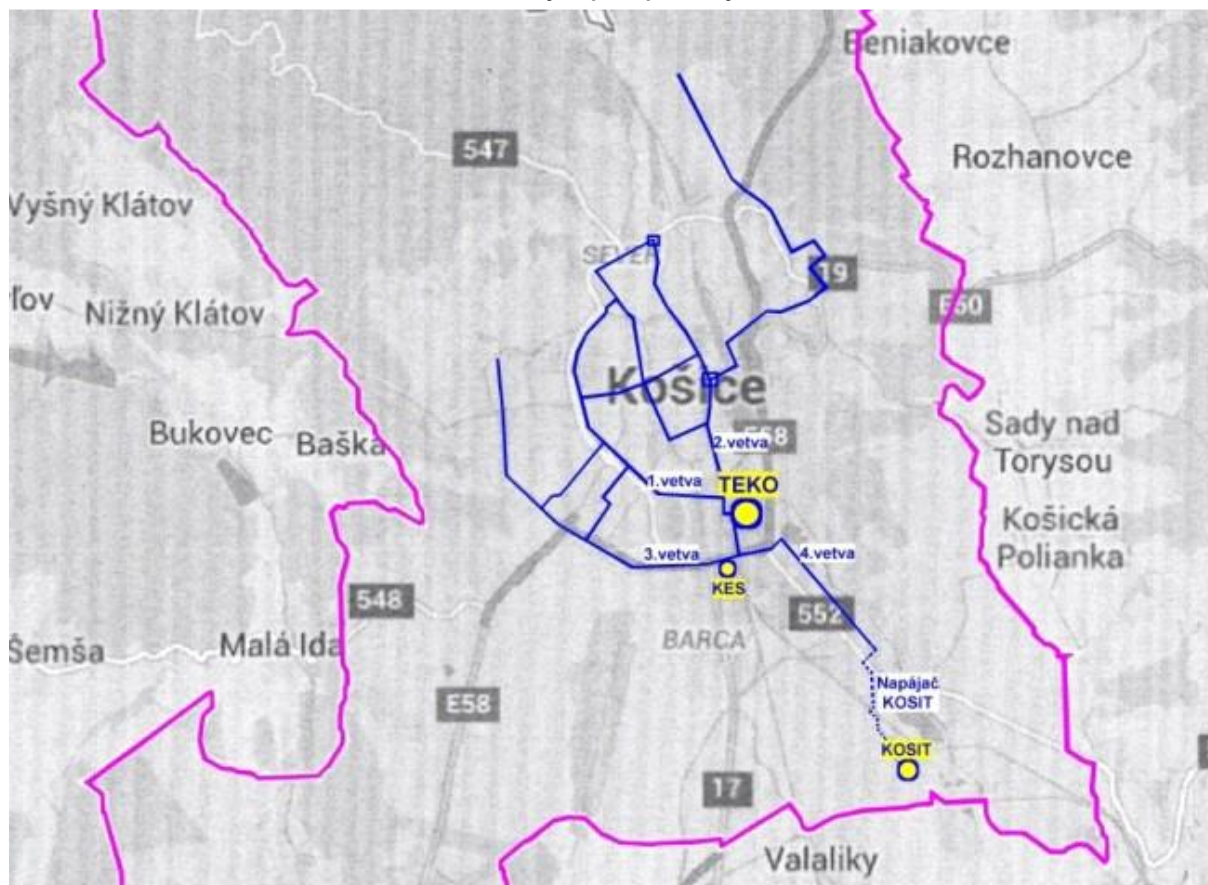 Beniakovce
547
Rozhanovce
Vyšný Klátov
SEVER
19
Nižný Klátov
E50
Košice
Sady nad
Torysou
Bukovec
Baška
E58
2.vetva
1.vetva
TEKO
Košická
Polianka
3.vetva
4.vetva
KES
548
552
Šemša
Malá Ida
BARCA
Napájač
KOSIT
E58
KOSIT
17
Valaliky